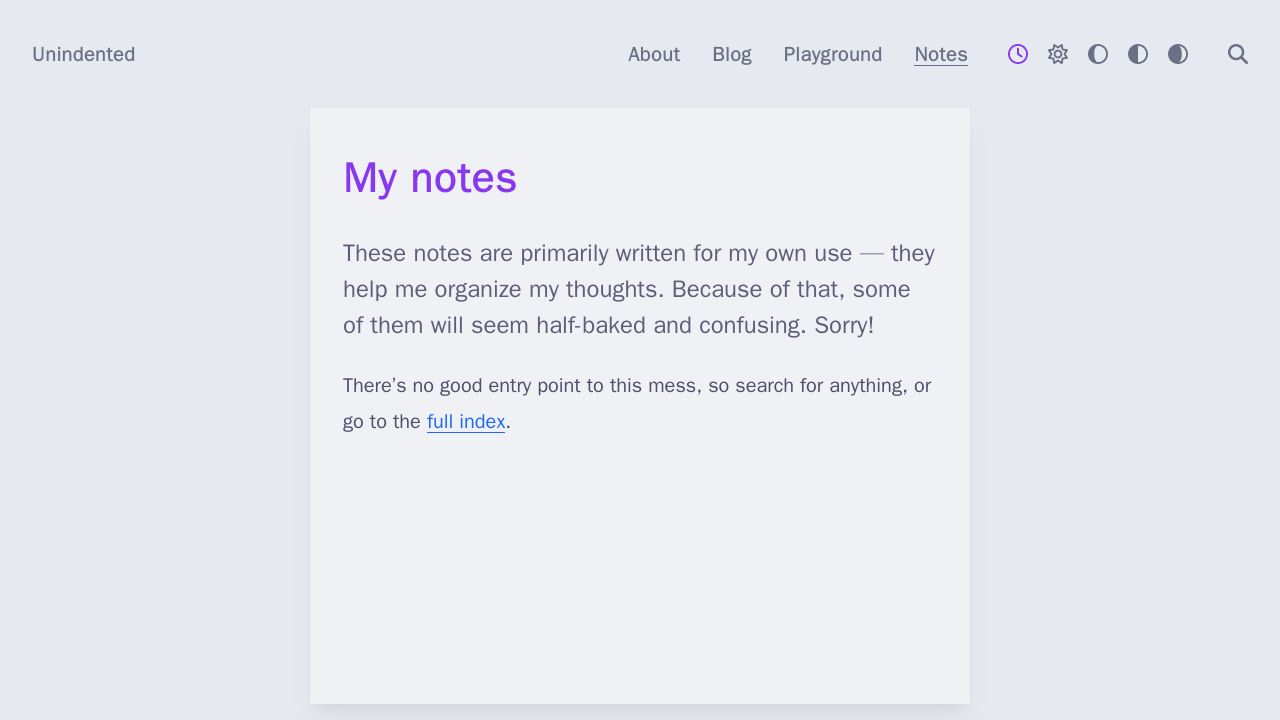 Unindented
About
Blog
Playground
Notes
My notes
These notes are primarily written for my own use — they
help me organize my thoughts. Because of that, some
of them will seem half-baked and confusing. Sorry!
There’s no good entry point to this mess, so search for anything, or
go to the full index.